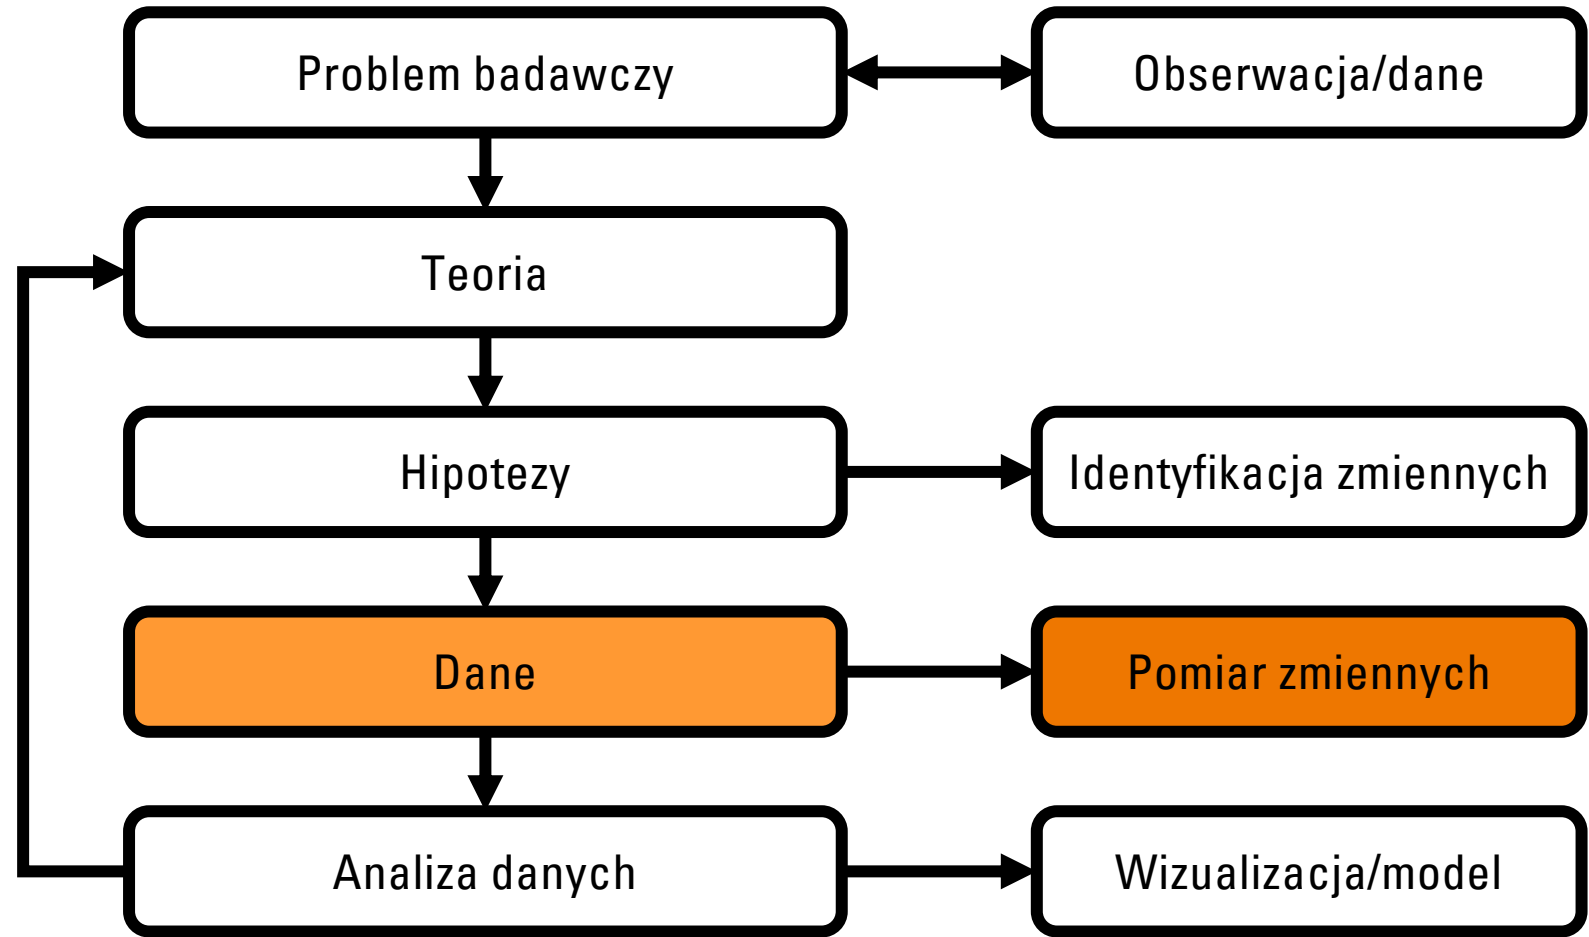 Problem badawczy
Obserwacja/dane
Teoria
Hipotezy
Identyfikacja zmiennych
Dane
Pomiar zmiennych
Analiza danych
Wizualizacja/model